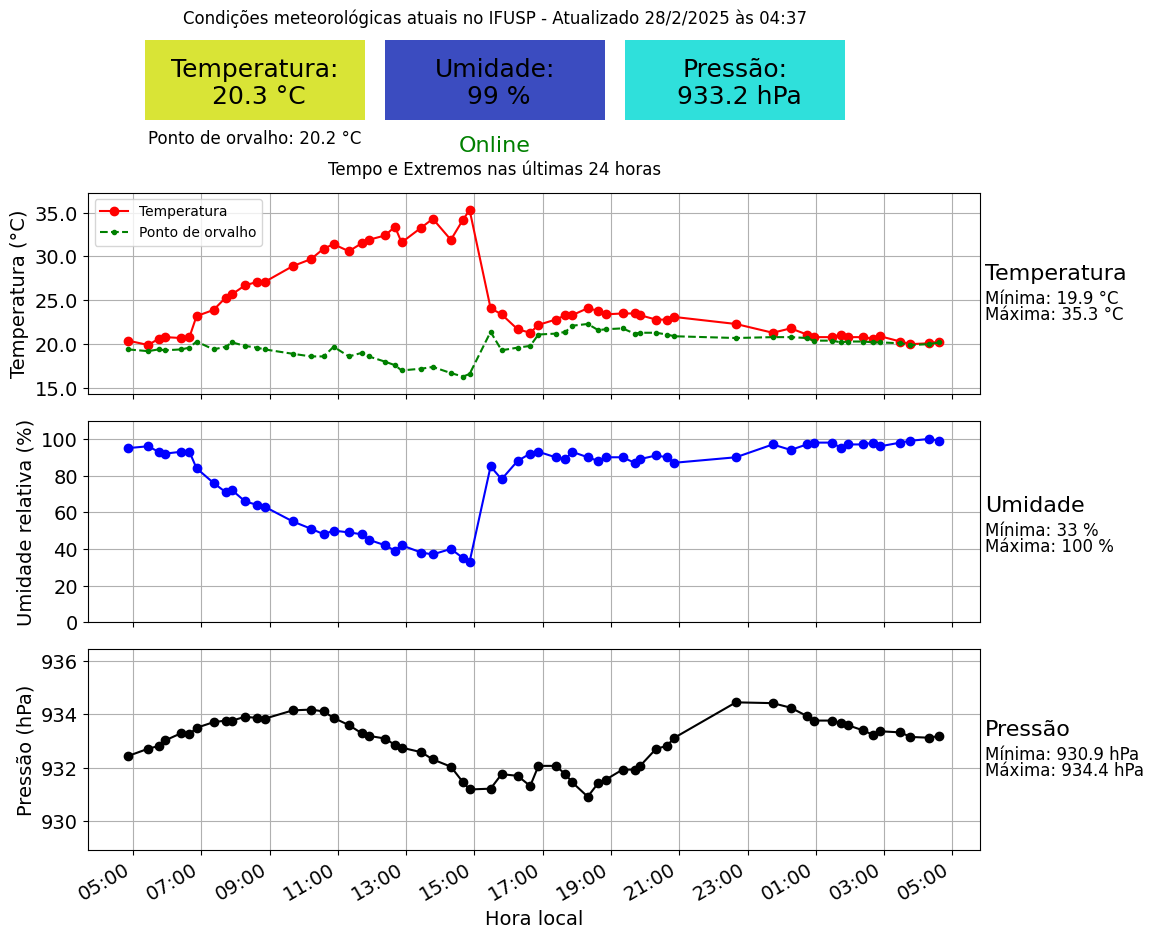 Condições meteorológicas atuais no IFUSP - Atualizado 28/2/2025 às 04:37
Temperatura:
20.3 °C
Umidade:
99 %
Pressão:
933.2 hPa
Ponto de orvalho: 20.2 °C
Online
Tempo e Extremos nas últimas 24 horas
Temperatura (°C)
35.0
30.0
25.0
20.0
15.0
Temperatura
Ponto de orvalho
Temperatura
Mínima: 19.9 °C
Máxima: 35.3 °C
Umidade relativa (%)
100
80
60
40
20
0
Umidade
Mínima: 33 %
Máxima: 100 %
Pressão (hPa)
936
934
932
930
Pressão
Mínima: 930.9 hPa
Máxima: 934.4 hPa
05:00
07:00
09:00
11:00
13:00
15:00
17:00
19:00
21:00
23:00
01:00
03:00
05:00
Hora local